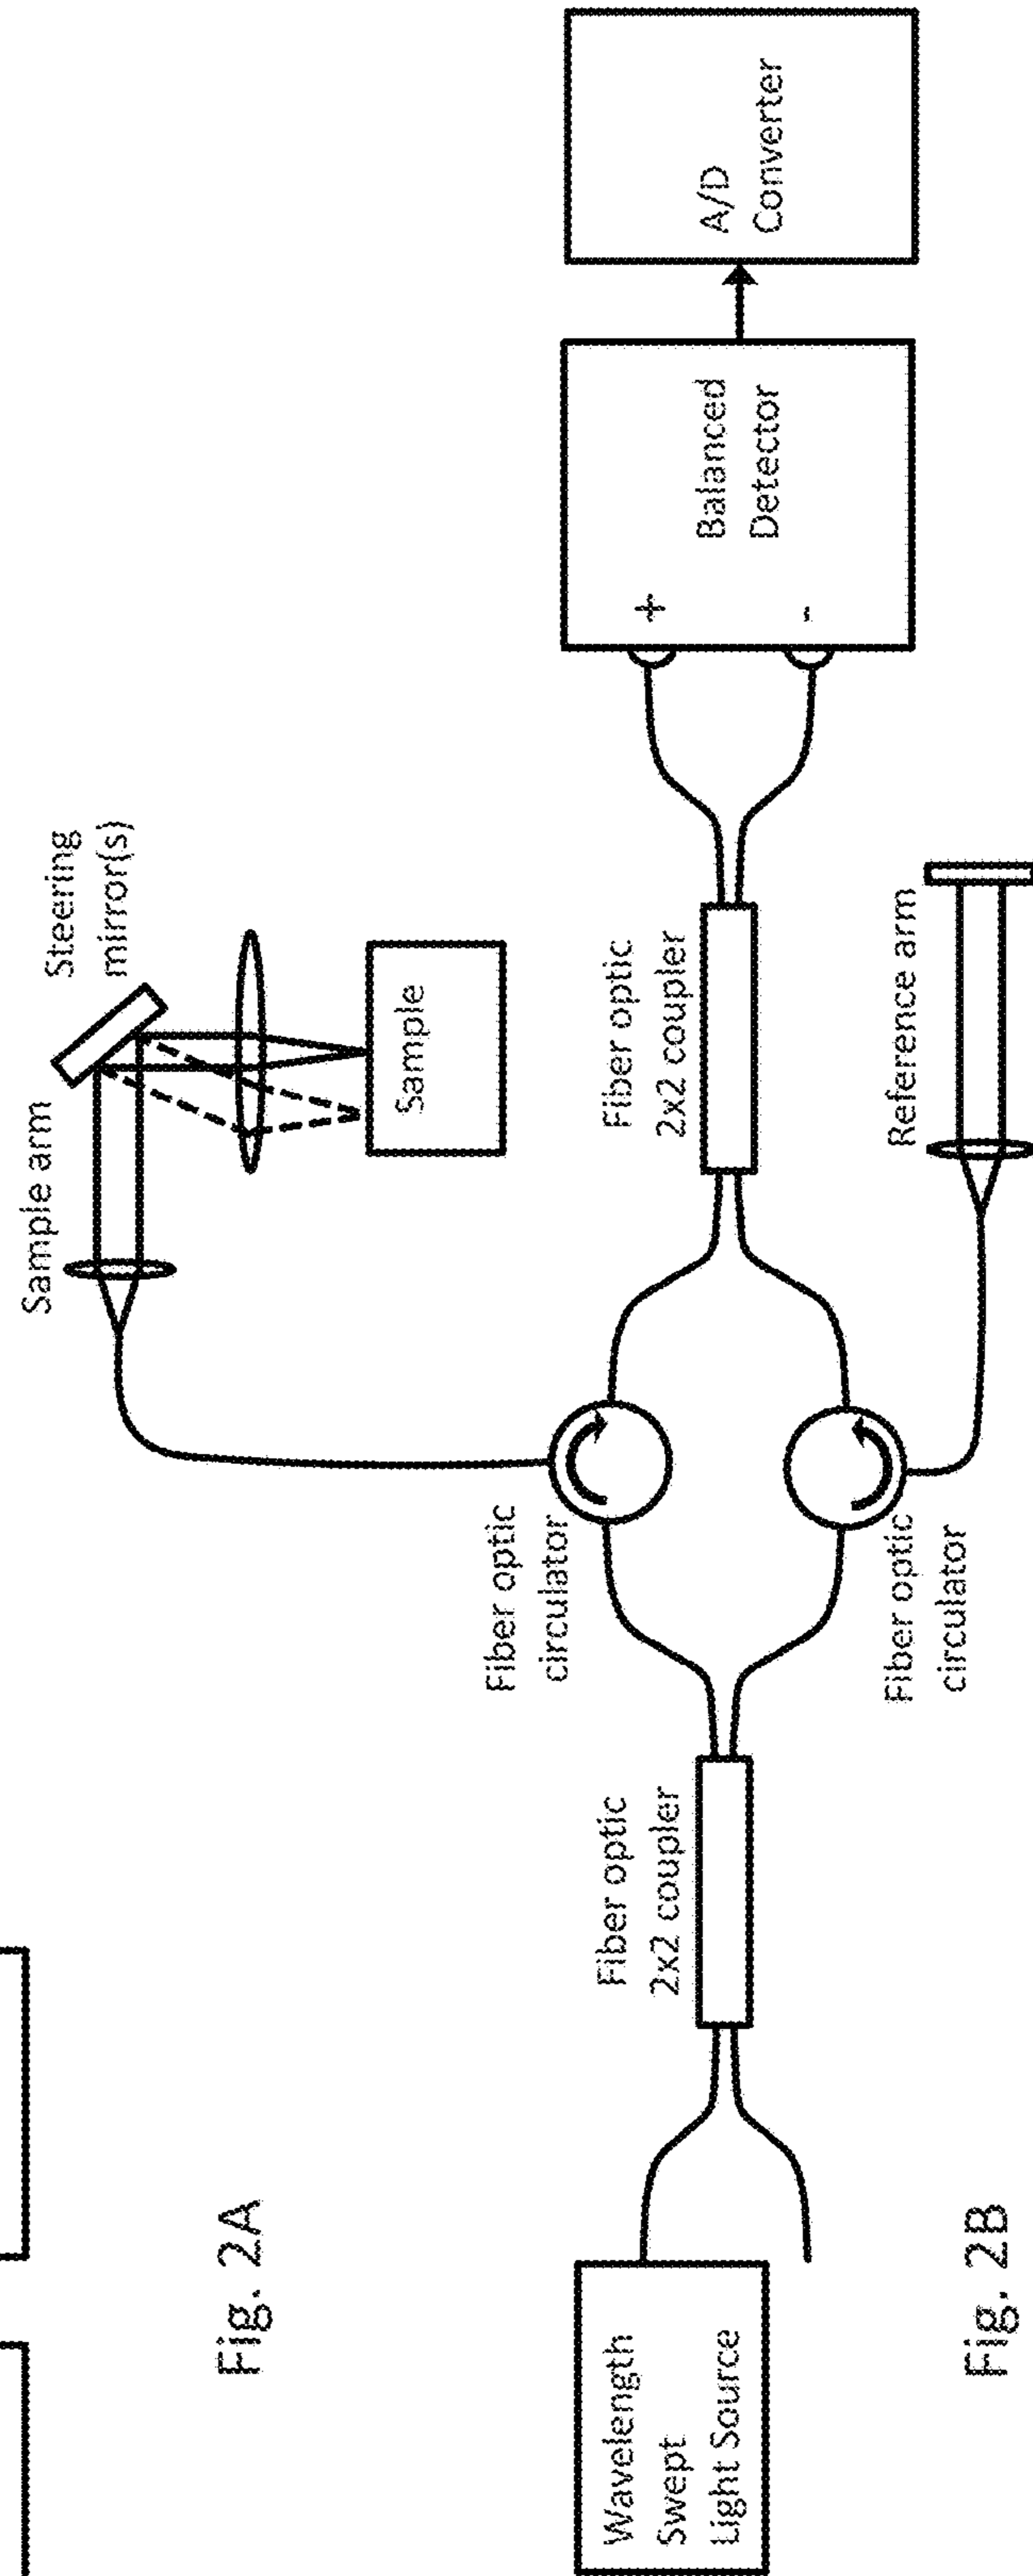 Fig. 2A
Sample arm
Steering
mirror(s)
Sample
Fiber optic
circulator
Wavelength
Swept
Light Source
Fiber optic
2x2 coupler
Fiber optic
2x2 coupler
+
-
Balanced
Detector
A/D
Converter
Fiber optic
circulator
Reference arm
Fig. 2B